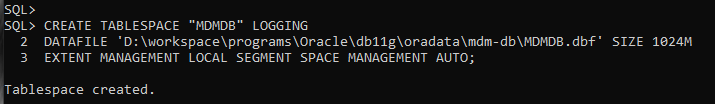 SQL>
SQL> CREATE TABLESPACE "MDMDB" LOGGING
  2  DATAFILE 'D:\workspace\programs\Oracle\db11g\oradata\mdm-db\MDMDB.dbf' SIZE 1024M
  3  EXTENT MANAGEMENT LOCAL SEGMENT SPACE MANAGEMENT AUTO;
Tablespace created.